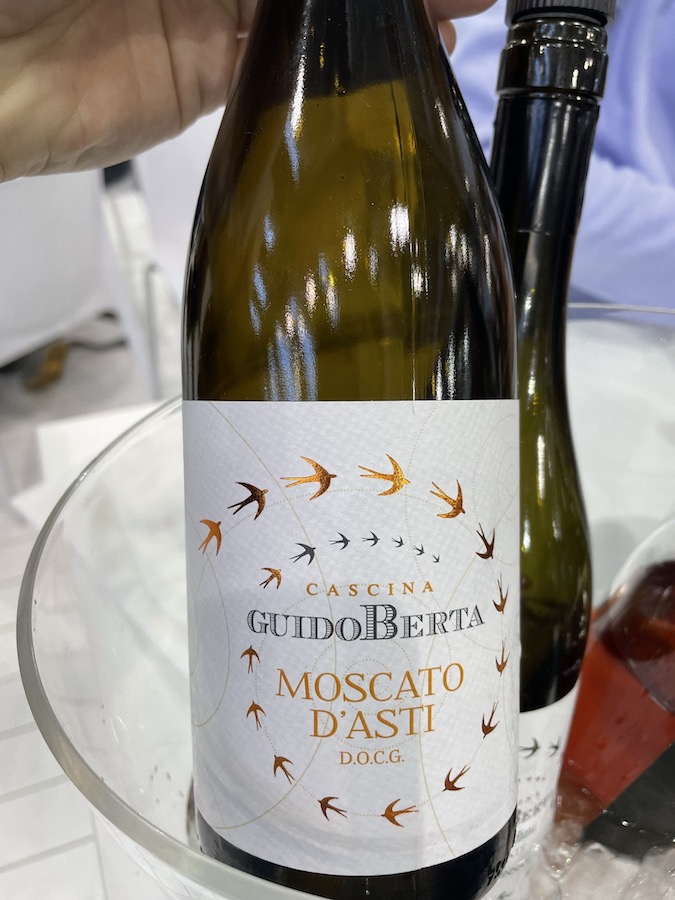 CASCINA
GUIDOBERTA
MOSCATO
D'ASTI
D.O.C.G.